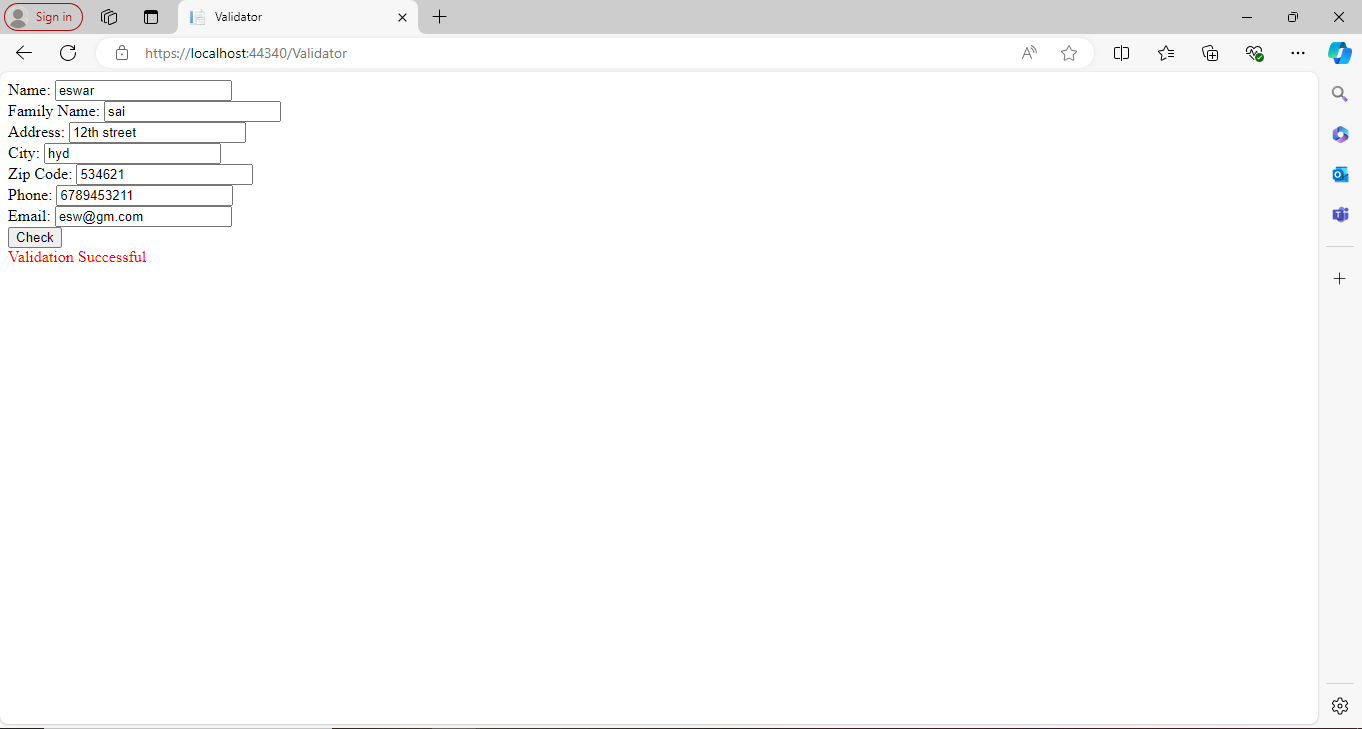 Sign in
Validator
https://localhost:44340/Validator
Name: eswar
Family Name: sai
Address: 12th street
City: hyd
Zip Code: 534621
Phone: 6789453211
Email: esw@gm.com
Check
Validation Successful